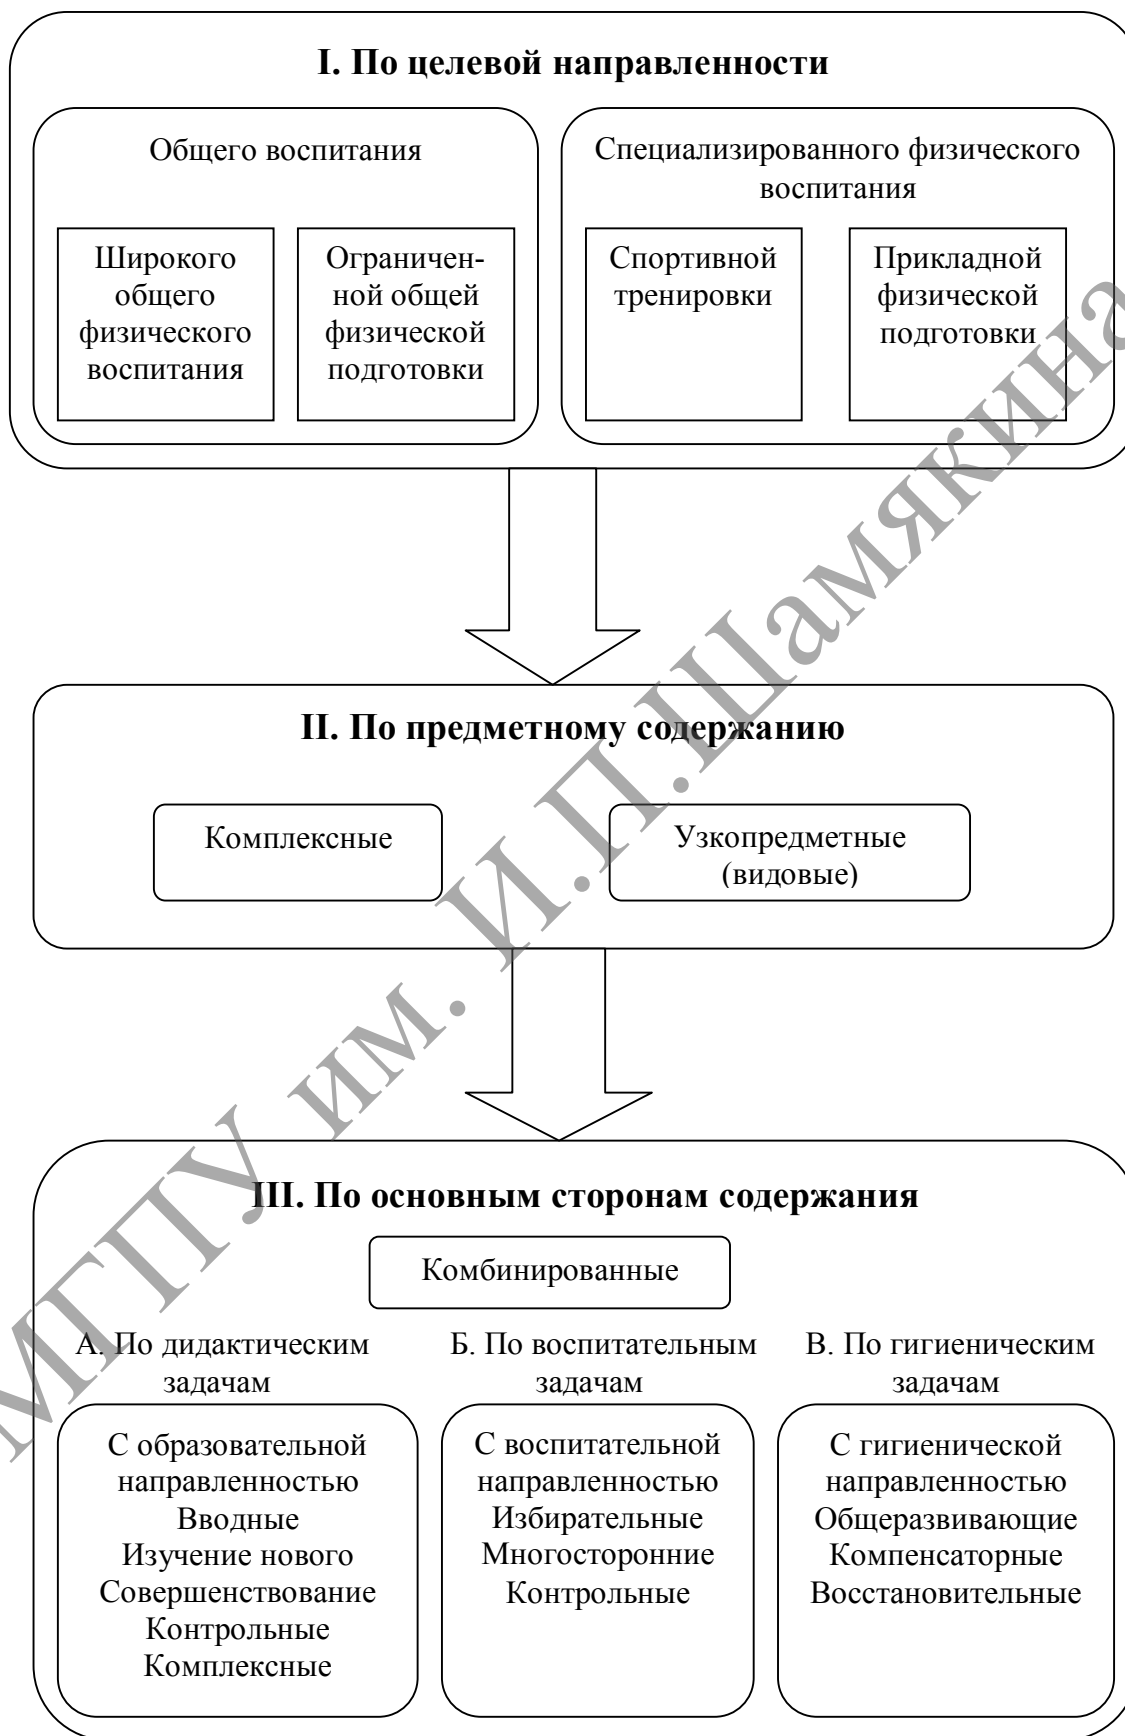 I. По целевой направленности
Общего воспитания
Специализированного физического
воспитания
Широкого
общего
физического
воспитания
Ограничен-
ной общей
физической
подготовки
Спортивной
тренировки
Прикладной
физической
подготовки
II. По предметному содержанию
Комплексные
Узкопредметные
(видовые)
III. По основным сторонам содержания
Комбинированные
А. По дидактическим
задачам
Б. По воспитательным
задачам
В. По гигиеническим
задачам
С образовательной
направленностью
Вводные
Изучение нового
Совершенствование
Контрольные
Комплексные
С воспитательной
направленностью
Избирательные
Многосторонние
Контрольные
С гигиенической
направленностью
Общеразвивающие
Компенсаторные
Восстановительные
МГПУ им. И.П.Шамякина